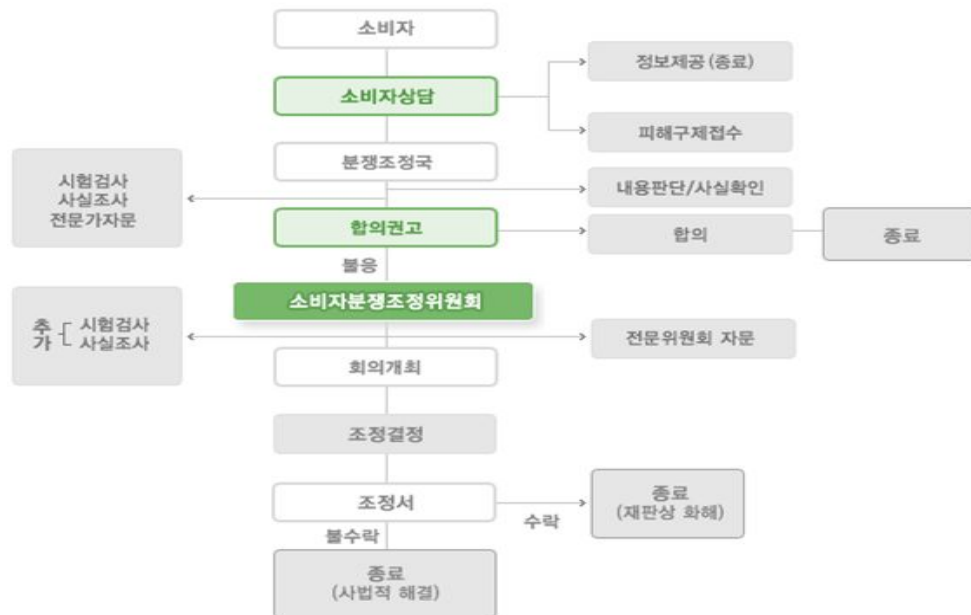 소비자
소비자상담
정보제공(종료)
피해구제접수
분쟁조정국
시험검사
사실조사
전문가자문
내용판단/사실확인
합의권고
합의
종료
불응
소비자분쟁조정위원회
추가
시험검사
사실조사
전문위원회 자문
회의개최
조정결정
조정서
수락
종료
(재판상 화해)
불수락
종료
(사법적 해결)